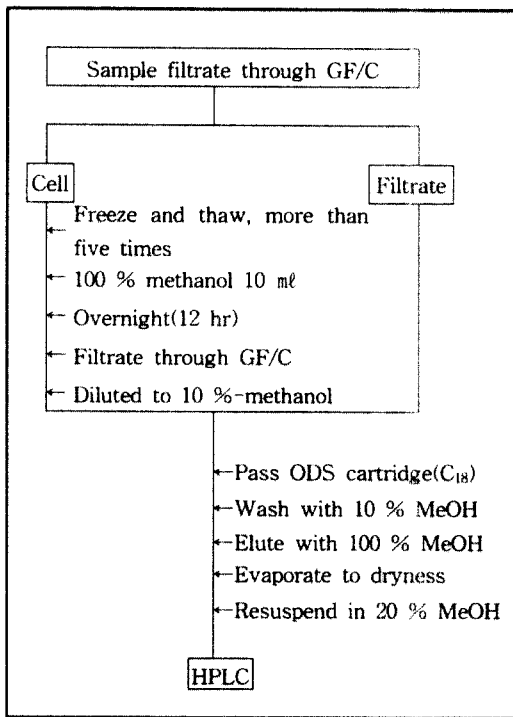 Sample filtrate through GF/C
Cell
Filtrate
Freeze and thaw, more than
five times
100 % methanol 10 ㎖
Overnight(12 hr)
Filtrate through GF/C
Diluted to 10 %-methanol
Pass ODS cartridge(C₁₈)
Wash with 10 % MeOH
Elute with 100 % MeOH
Evaporate to dryness
Resuspend in 20 % MeOH
HPLC